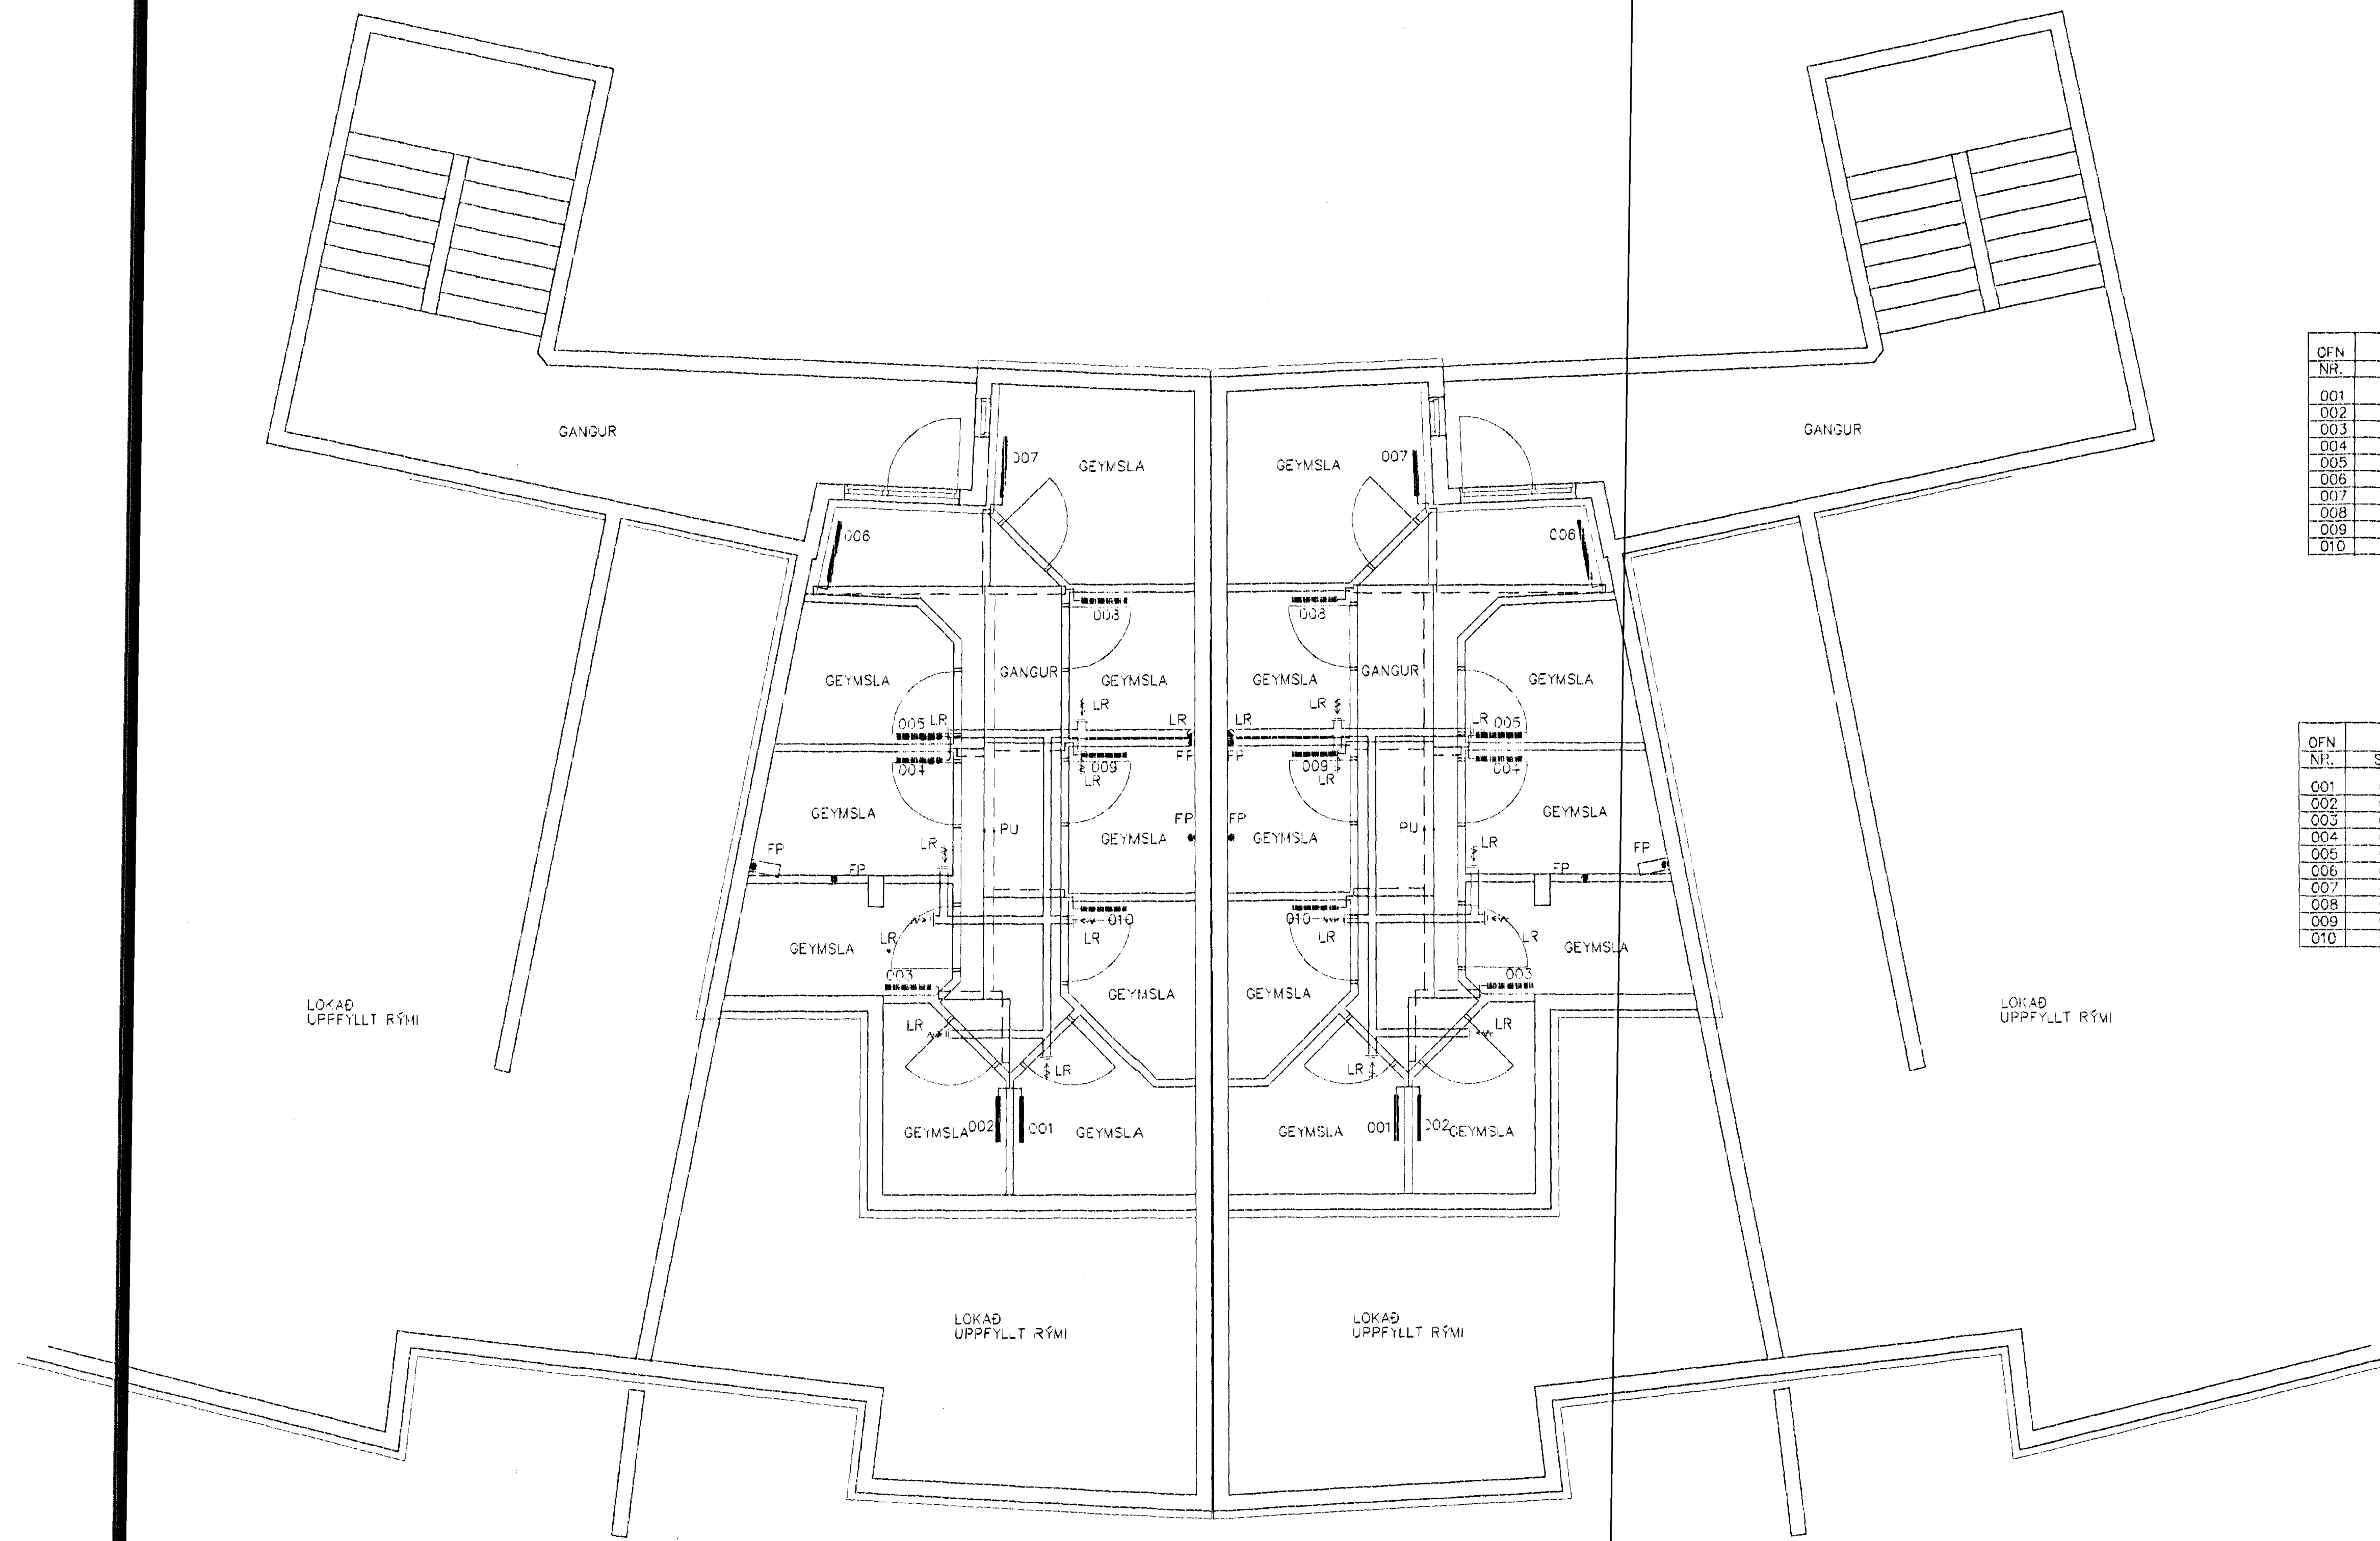 GANGUR
GANGUR
007
GEYMSLA
GEYMSLA
007
006
006
008
008
GEYMSLA
GANGUR
GEYMSLA
GEYMSLA
GANGUR
GEYMSLA
LR
LR
005
LR
LR
LR
LR
005
FP
FP
004
009
LR
009
LR
004
GEYMSLA
PU
GEYMSLA
FP
FP
GEYMSLA
PU
GEYMSLA
FP
FP
LR
LR
FP
FP
010
010
GEYMSLA
LR
LR
LR
LR
GEYMSLA
003
GEYMSLA
GEYMSLA
003
LOKAÐ
UPPFYLLT RÝMI
LR
LR
LOKAÐ
UPPFYLLT RÝMI
LR
LR
GEYMSLA
002
001
GEYMSLA
GEYMSLA
001
002
GEYMSLA
LOKAÐ
UPPFYLLT RÝMI
LOKAÐ
UPPFYLLT RÝMI
OFN
NR.
001
002
003
004
005
006
007
008
009
010
OFN
NR. S
001
002
003
004
005
006
007
008
009
010